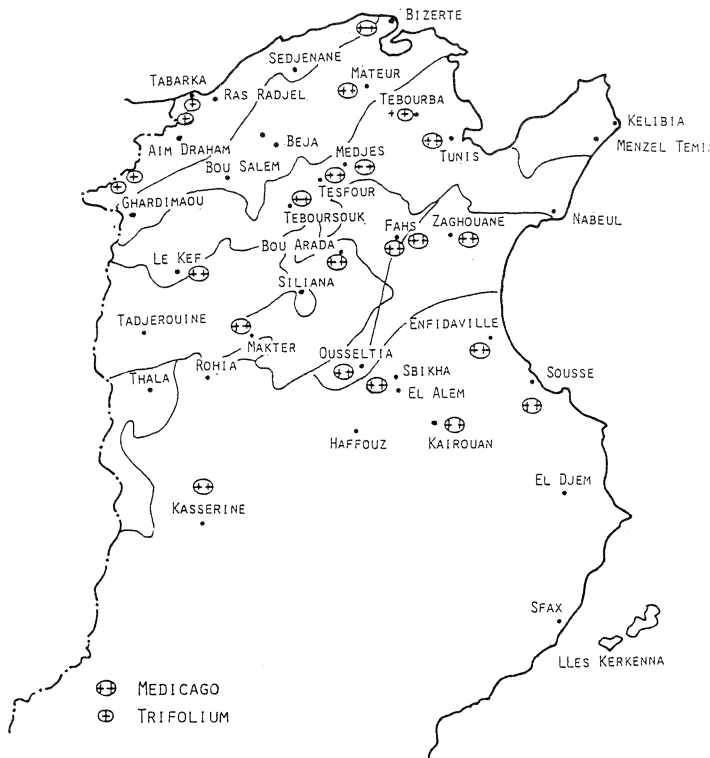 BIZERTE
SEDJENANE
TABARKA
MATEUR
RAS RADJEL
TEBOURBA
KELIBIA
AIM DRAHAM
BEJA
TUNIS
MENZEL TEMI
MEDJES
BOU SALEM
TESFOUR
GHARDIMAOU
TEBOURSOUK
NABEUL
FAHS
ZAGHOUANE
BOU ARADA
LE KEF
SILIANA
TADJEROUINE
ENFIDAVILLE
MAKTER
OUSSELTIA
THALA
ROHIA
SBIKHA
SOUSSE
EL ALEM
HAFFOUZ
KAIROUAN
EL DJEM
KASSERINE
SFAX
LLES KERKENNA
MEDICAGO
TRIFOLIUM